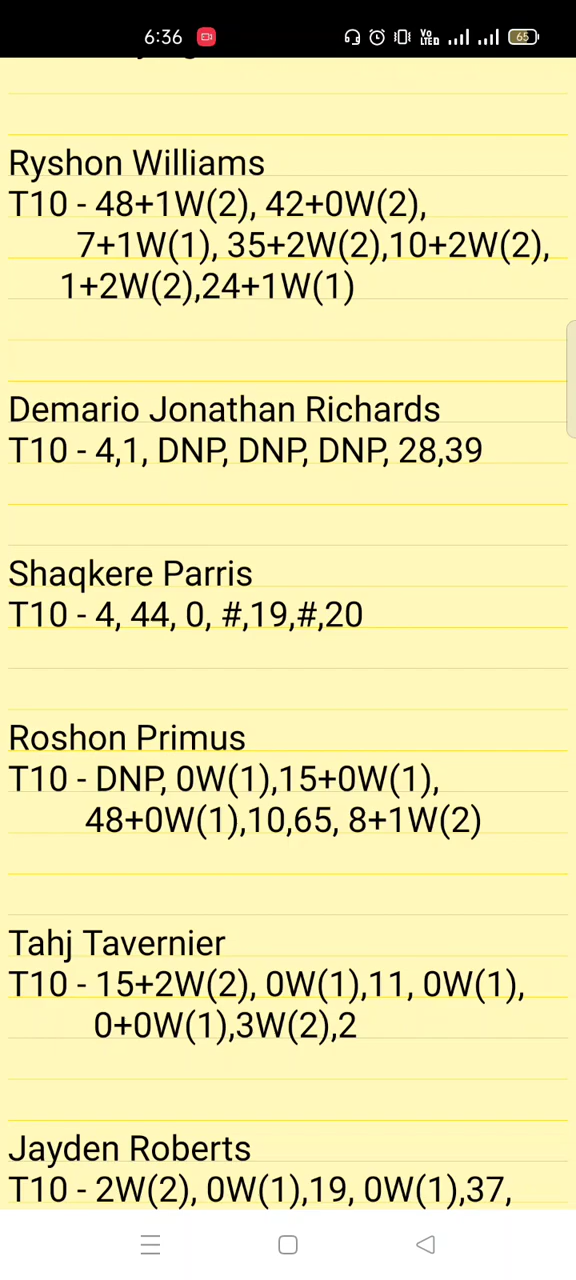 6:36
Vo LTED
65
Ryshon Williams
T10 - 48+1W(2), 42+0W(2),
7+1W(1), 35+2W(2),10+2W(2),
1+2W(2),24+1W(1)
Demario Jonathan Richards
T10 - 4,1, DNP, DNP, DNP, 28,39
Shaqkere Parris
T10 - 4, 44, 0, #,19,#,20
Roshon Primus
T10 - DNP, 0W(1),15+0W(1),
48+0W(1),10,65, 8+1W(2)
Tahj Tavernier
T10 - 15+2W(2), 0W(1),11, 0W(1),
0+0W(1),3W(2),2
Jayden Roberts
T10 - 2W(2), 0W(1),19, 0W(1),37,